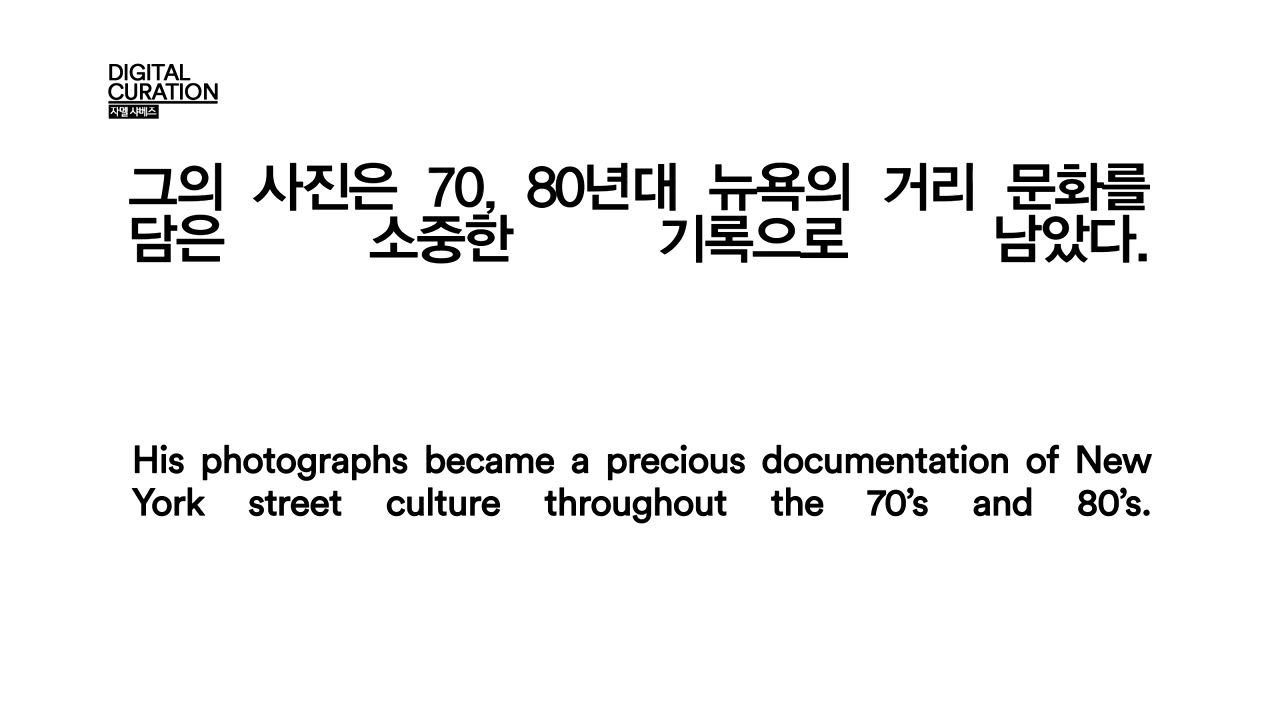 DIGITAL
CURATION
자멜 샤베즈
그의 사진은 70, 80년대 뉴욕의 거리 문화를
담은 소중한 기록으로 남았다.
His photographs became a precious documentation of New
York street culture throughout the 70’s and 80’s.